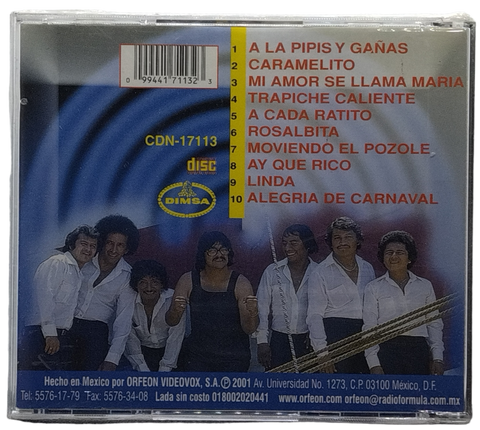 0 99441 71132 3
CDN-17113
disc
DIMSA
1 A LA PIPIS Y GAÑAS
2 CARAMELITO
3 MI AMOR SE LLAMA MARIA
4 TRAPICHE CALIENTE
5 A CADA RATITO
6 ROSALBITA
7 MOVIENDO EL POZOLE
8 AY QUE RICO
9 LINDA
10 ALEGRIA DE CARNAVAL
Hecho en Mexico por ORFEON VIDEOVOX, S.A. Ⓟ 2001 Av. Universidad No. 1273, C.P. 03100 México, D.F.
Tel: 5576-17-79 Fax: 5576-34-08 Lada sin costo 018002020441 www.orfeon.com orfeon@radioformula.com.mx